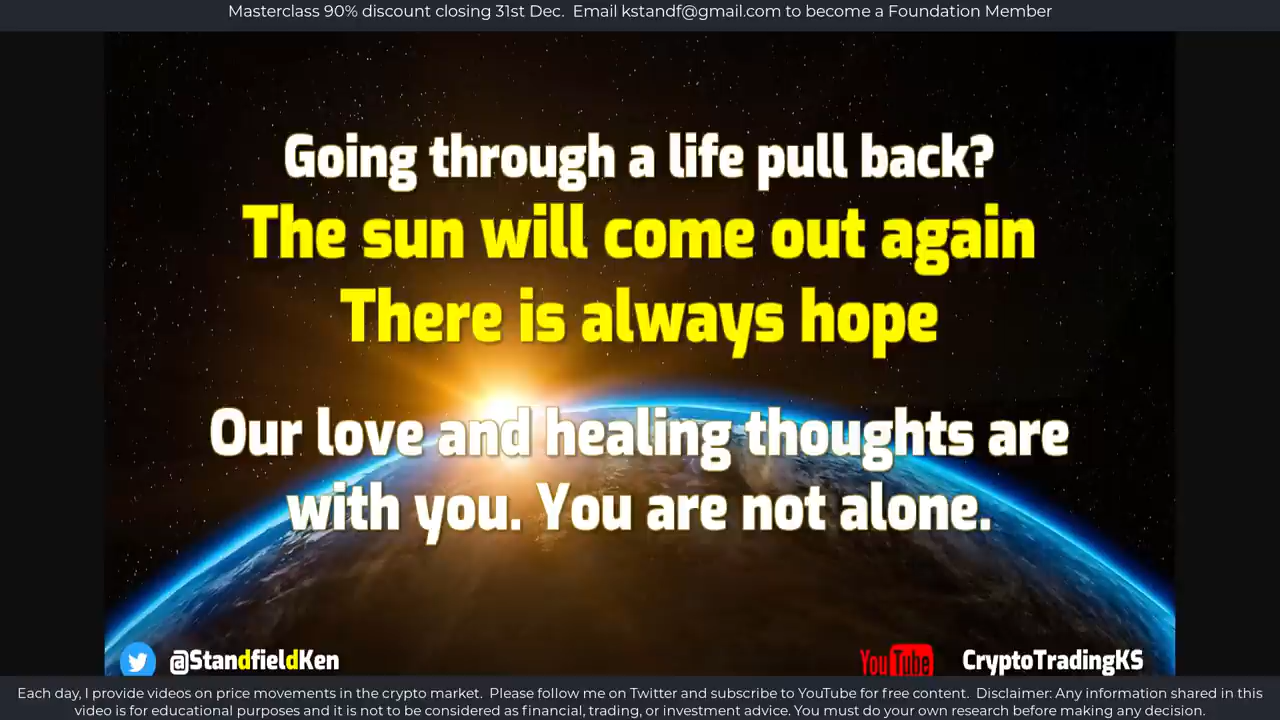 Masterclass 90% discount closing 31st Dec.  Email kstandf@gmail.com to become a Foundation Member
Going through a life pull back?
The sun will come out again
There is always hope
Our love and healing thoughts are
with you. You are not alone.
@StandfieldKen
YouTube CryptoTradingKS
Each day, I provide videos on price movements in the crypto market.  Please follow me on Twitter and subscribe to YouTube for free content.  Disclaimer: Any information shared in this
video is for educational purposes and it is not to be considered as financial, trading, or investment advice. You must do your own research before making any decision.